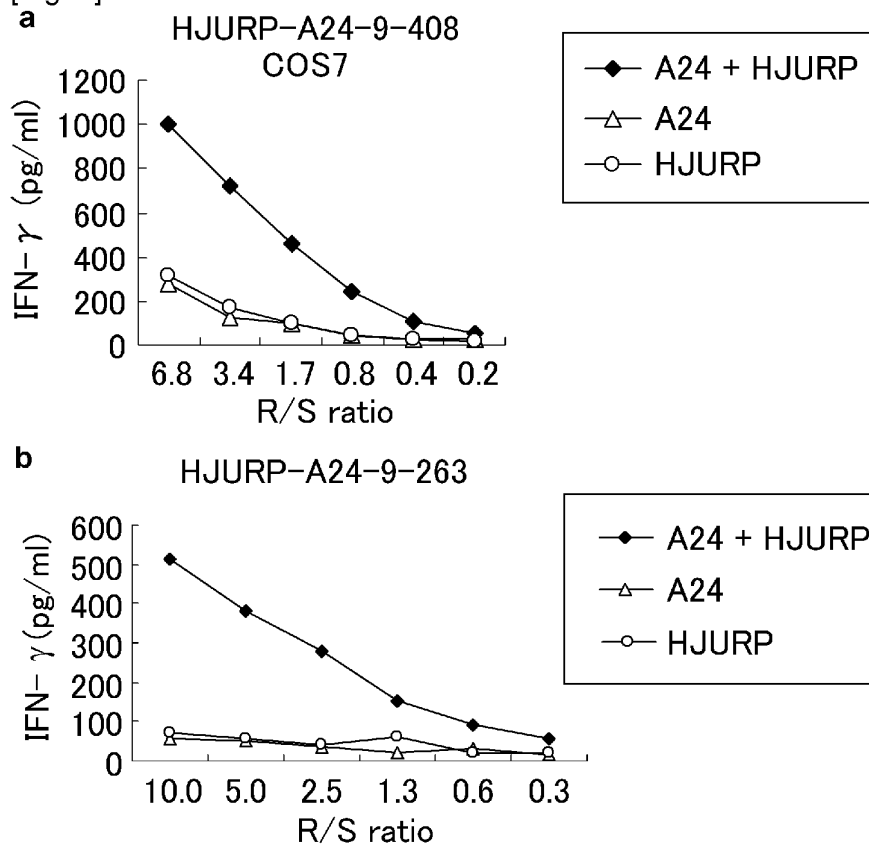 a
HJURP-A24-9-408
COS7
IFN-γ (pg/ml)
1200
1000
800
600
400
200
0
6.8 3.4 1.7 0.8 0.4 0.2
R/S ratio
A24 + HJURP
A24
HJURP
b
HJURP-A24-9-263
IFN-γ(pg/ml)
600
500
400
300
200
100
0
10.0 5.0 2.5 1.3 0.6 0.3
R/S ratio
A24 + HJURP
A24
HJURP